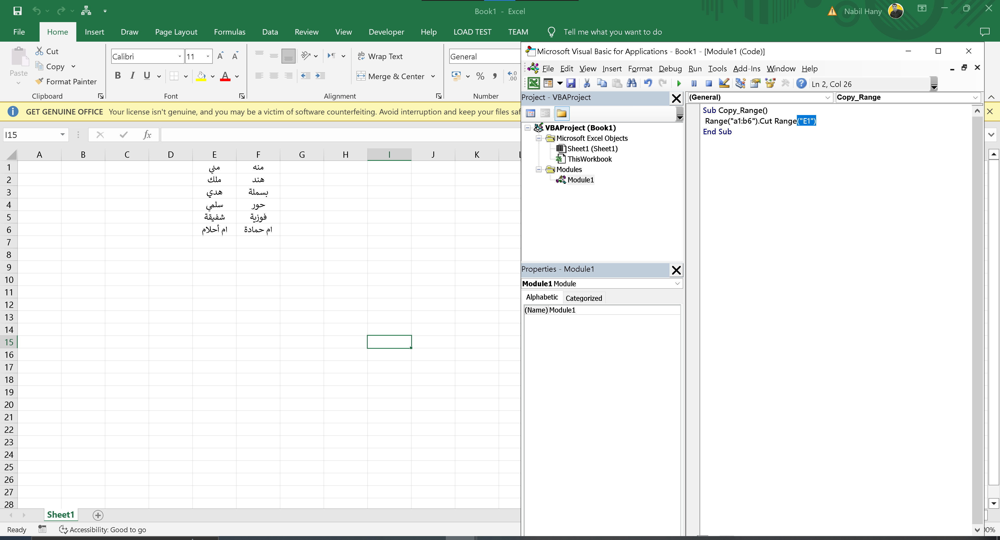 Book1 - Excel
Nabil Hany
File Home Insert Draw Page Layout Formulas Data Review View Developer Help LOAD TEST TEAM Tell me what you want to do
Paste
Cut
Copy
Format Painter
Clipboard
Calibri 11
B I U
Font
ab Wrap Text
Merge & Center
Alignment
General
% ,
Number
GET GENUINE OFFICE Your license isn't genuine, and you may be a victim of software counterfeiting. Avoid interruption and keep your files saf
I15
fx
A B C D E F G H I J K
1 مني منه
2 ملك هند
3 هدي بسملة
4 سلمي حور
5 شفيقة فوزية
6 ام أحلام ام حمادة
7
8
9
10
11
12
13
14
15
16
17
18
19
20
21
22
23
24
25
26
27
28
Sheet1
Ready
Accessibility: Good to go
00%
Microsoft Visual Basic for Applications - Book1 - [Module1 (Code)]
File Edit View Insert Format Debug Run Tools Add-Ins Window Help
Ln 2, Col 26
Project - VBAProject
VBAProject (Book1)
Microsoft Excel Objects
Sheet1 (Sheet1)
ThisWorkbook
Modules
Module1
Properties - Module1
Module1 Module
Alphabetic Categorized
(Name) Module1
(General) Copy_Range
Sub Copy_Range()
Range("a1:b6").Cut Range("E1")
End Sub